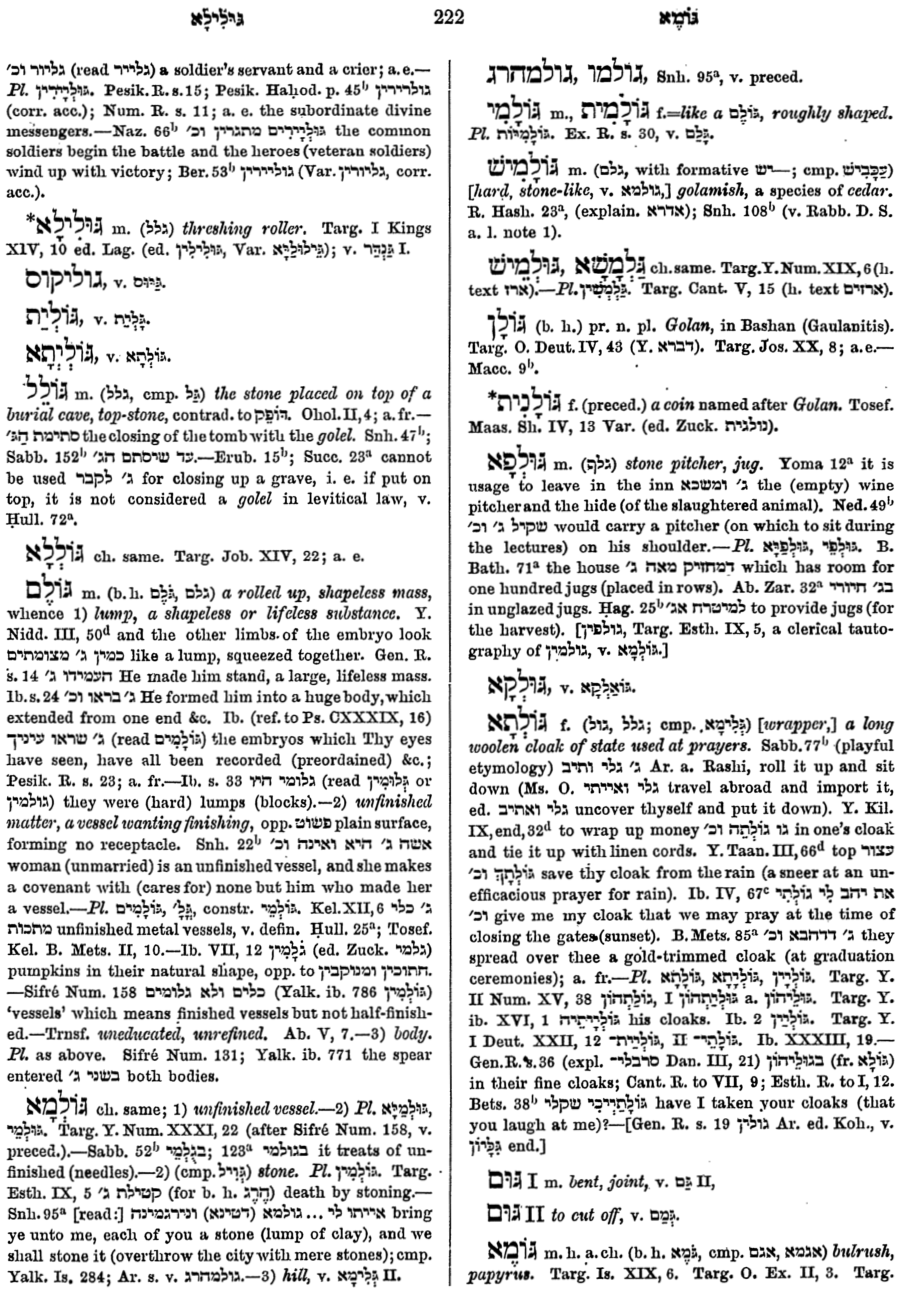 גּוּלִילָא
222
גּוֹמֶא
גליור וכ׳ (read גלייר) a soldier's servant and a crier; a. e.—
Pl. גּוּלְיָרִין. Pesik. R. s. 15; Pesik. Haḥod. p. 45ᵇ גולריירין
(corr. acc.); Num. R. s. 11; a. e. the subordinate divine
messengers.—Naz. 66ᵇ גּוּלְיָירִים מתגרין וכ׳ the common
soldiers begin the battle and the heroes (veteran soldiers)
wind up with victory; Ber. 53ᵇ גוליירין (Var. גליורין, corr.
acc.).
גּוּלִילָא* m. (גלל) threshing roller. Targ. I Kings
XIV, 10 ed. Lag. (ed. גּוּלִילִין, Var. גִּילוּלַיָּא); v. גַּנְהַר I.
גוליקוס, v. גַּיּוּס.
גּוֹלְיַת, v. גָּלְיַת.
גּוֹלְיְתָא, v. גּוֹלְתָא.
גּוֹלֵל m. (גלל, cmp. גַּל) the stone placed on top of a
burial cave, top-stone, contrad. to דּוֹפֵק. Ohol. II, 4; a. fr.—
סתימת הַגּ׳ the closing of the tomb with the golel. Snh. 47ᵇ;
Sabb. 152ᵇ עד שיסתם הג׳.—Erub. 15ᵇ; Succ. 23ᵃ cannot
be used ג׳ לקבר for closing up a grave, i. e. if put on
top, it is not considered a golel in levitical law, v.
Ḥull. 72ᵃ.
גּוֹלְלָא ch. same. Targ. Job. XIV, 22; a. e.
גּוֹלֶם m. (b. h. גֹּלֶם, גלם) a rolled up, shapeless mass,
whence 1) lump, a shapeless or lifeless substance. Y.
Nidd. III, 50ᵈ and the other limbs of the embryo look
כמין ג׳ מצומתים like a lump, squeezed together. Gen. R.
s. 14 העמידו ג׳ He made him stand, a large, lifeless mass.
Ib. s. 24 ג׳ בראו וכ׳ He formed him into a huge body, which
extended from one end &c. Ib. (ref. to Ps. CXXXIX, 16)
ג׳ שראו עיניך (read גּוֹלָמִים) the embryos which Thy eyes
have seen, have all been recorded (preordained) &c.;
Pesik. R. s. 23; a. fr.—Ib. s. 33 גלומי חיו (read גְּלוּמִין or
גולמין) they were (hard) lumps (blocks).—2) unfinished
matter, a vessel wanting finishing, opp. פשוט plain surface,
forming no receptacle. Snh. 22ᵇ אשה ג׳ היא ואינה וכ׳
woman (unmarried) is an unfinished vessel, and she makes
a covenant with (cares for) none but him who made her
a vessel.—Pl. גּוֹלָמִים, גָּלְ׳, constr. גּוֹלְמֵי. Kel. XII, 6 ג׳ כלי
מתכות unfinished metal vessels, v. defin. Ḥull. 25ᵃ; Tosef.
Kel. B. Mets. II, 10.—Ib. VII, 12 גֹּלָמִין (ed. Zuck. גלמי)
pumpkins in their natural shape, opp. to חתוכין ומנוקבין.
—Sifré Num. 158 כלים ולא גלומים (Yalk. ib. 786 גּוֹלָמִין)
'vessels' which means finished vessels but not half-finish-
ed.—Trnsf. uneducated, unrefined. Ab. V, 7.—3) body.
Pl. as above. Sifré Num. 131; Yalk. ib. 771 the spear
entered בשני ג׳ both bodies.
גּוֹלְמָא ch. same; 1) unfinished vessel.—2) Pl. גּוֹלְמַיָּא,
גּוּלְמֵי. Targ. Y. Num. XXXI, 22 (after Sifré Num. 158, v.
preced.).—Sabb. 52ᵇ בְּגֻלְמֵי; 123ᵃ בגולמי it treats of un-
finished (needles).—2) (cmp. גְּוִיל) stone. Pl. גּוֹלְמִין. Targ.
Esth. IX, 5 קטילת ג׳ (for b. h. הֶרֶג) death by stoning.—
Snh. 95ᵃ [read:] אייתו לי ... גולמא (דטינא) ונירגמינה bring
ye unto me, each of you a stone (lump of clay), and we
shall stone it (overthrow the city with mere stones); cmp.
Yalk. Is. 284; Ar. s. v. גולמהרג.—3) hill, v. גְּלִימָא II.
גוֹלמו, גולמהרג, Snh. 95ᵃ, v. preced.
גּוֹלָמִי m., גּוֹלָמִית f.=like a גּוֹלֶם, roughly shaped.
Pl. גּוֹלָמִיּוֹת. Ex. R. s. 30, v. גָּלַם.
גּוֹלָמִישׁ m. (גלם, with formative יש—; cmp. עַכָּבִישׁ)
[hard, stone-like, v. גולמא,] golamish, a species of cedar.
R. Hash. 23ᵃ, (explain. אדרא); Snh. 108ᵇ (v. Rabb. D. S.
a. l. note 1).
גּוּלְמֵישׁ, גֻּלְמָשָׁא ch. same. Targ. Y. Num. XIX, 6 (h.
text ארז).—Pl. גֻּלְמְשִׁין. Targ. Cant. V, 15 (h. text ארזים).
גּוֹלָן (b. h.) pr. n. pl. Golan, in Bashan (Gaulanitis).
Targ. O. Deut. IV, 43 (Y. דברא). Targ. Jos. XX, 8; a. e.—
Macc. 9ᵇ.
גּוֹלָנִית* f. (preced.) a coin named after Golan. Tosef.
Maas. Sh. IV, 13 Var. (ed. Zuck. גולגית).
גּוּלְפָא m. (גלף) stone pitcher, jug. Yoma 12ᵃ it is
usage to leave in the inn ג׳ ומשכא the (empty) wine
pitcher and the hide (of the slaughtered animal). Ned. 49ᵇ
שקיל ג׳ וכ׳ would carry a pitcher (on which to sit during
the lectures) on his shoulder.—Pl. גּוּלְפֵי, גּוּלְפַיָּא. B.
Bath. 71ᵃ the house דמחזיק מאה ג׳ which has room for
one hundred jugs (placed in rows). Ab. Zar. 32ᵃ בג׳ חיורי
in unglazed jugs. Ḥag. 25ᵇ למיטרח אג׳ to provide jugs (for
the harvest). [גולפין, Targ. Esth. IX, 5, a clerical tauto-
graphy of גולמין, v. גּוֹלְמָא.]
גּוּלְקָא, v. גּוּאַלְקָא.
גּוֹלְתָא f. (גלל, גול; cmp. גְּלִימָא) [wrapper,] a long
woolen cloak of state used at prayers. Sabb. 77ᵇ (playful
etymology) ג׳ גלי ותיב Ar. a. Rashi, roll it up and sit
down (Ms. O. גלי ואייתי travel abroad and import it,
ed. גלי ואתיב uncover thyself and put it down). Y. Kil.
IX, end, 32ᵈ to wrap up money גו גּוֹלְתֵהּ וכ׳ in one's cloak
and tie it up with linen cords. Y. Taan. III, 66ᵈ top עצור
גּוֹלְתָךְ וכ׳ save thy cloak from the rain (a sneer at an un-
efficacious prayer for rain). Ib. IV, 67ᶜ את יהב לי גּוֹלְתִי
וכ׳ give me my cloak that we may pray at the time of
closing the gates (sunset). B. Mets. 85ᵃ ג׳ דדהבא וכ׳ they
spread over thee a gold-trimmed cloak (at graduation
ceremonies); a. fr.—Pl. גּוֹלְיָין, גּוֹלְיָתָא, גּוֹלָתָא. Targ. Y.
II Num. XV, 38 גּוֹלָתְהוֹן, I גּוּלְיָיתְהוֹן a. גּוּלַיְהוֹן. Targ. Y.
ib. XVI, 1 גּוּלְיָיתֵיהּ his cloaks. Ib. 2 גּוֹלְיָין. Targ. Y.
I Deut. XXII, 12 גּוּלְיָית־, II גּוֹלָתֵי־. Ib. XXXIII, 19.—
Gen. R. s. 36 (expl. סרבלי־ Dan. III, 21) בגולֵיהוֹן (fr. גּוֹלָא)
in their fine cloaks; Cant. R. to VII, 9; Esth. R. to I, 12.
Bets. 38ᵇ גּוֹלָתַיְיכִי שקלי have I taken your cloaks (that
you laugh at me)?—[Gen. R. s. 19 גולין Ar. ed. Koh., v.
גִּלָּיוֹן end.]
גּוּם I m. bent, joint, v. גַּם II,
גּוּם II to cut off, v. גָּמַם.
גּוֹמֶא m. h. a. ch. (b. h. גֹּמֶא, cmp. אגם, אגמא) bulrush,
papyrus. Targ. Is. XIX, 6. Targ. O. Ex. II, 3. Targ.